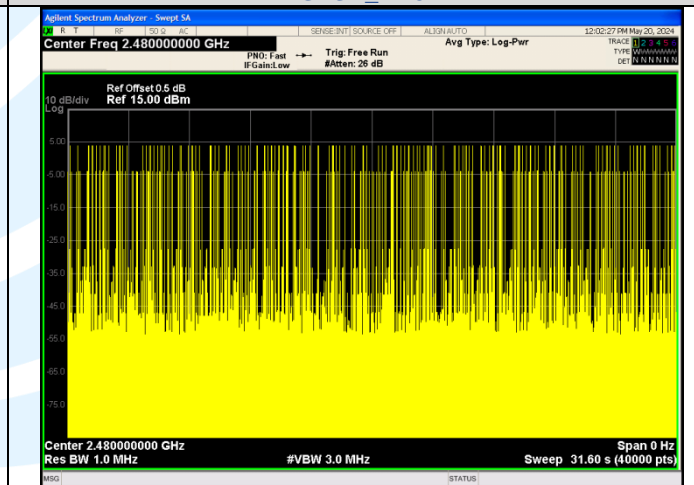 Agilent Spectrum Analyzer - Swept SA
R T RF 50 Ω AC SENSE:INT SOURCE OFF ALIGN AUTO 12:02:27 PM May 20, 2024
Center Freq 2.480000000 GHz Avg Type: Log-Pwr TRACE 1 2 3 4 5 6
PNO: Fast Trig: Free Run TYPE WWWWWW
IFGain:Low #Atten: 26 dB DET N N N N N N
Ref Offset 0.5 dB
10 dB/div Ref 15.00 dBm
Log
5.00
-5.00
-15.0
-25.0
-35.0
-45.0
-55.0
-65.0
-75.0
Center 2.480000000 GHz Span 0 Hz
Res BW 1.0 MHz #VBW 3.0 MHz Sweep 31.60 s (40000 pts)
MSG STATUS